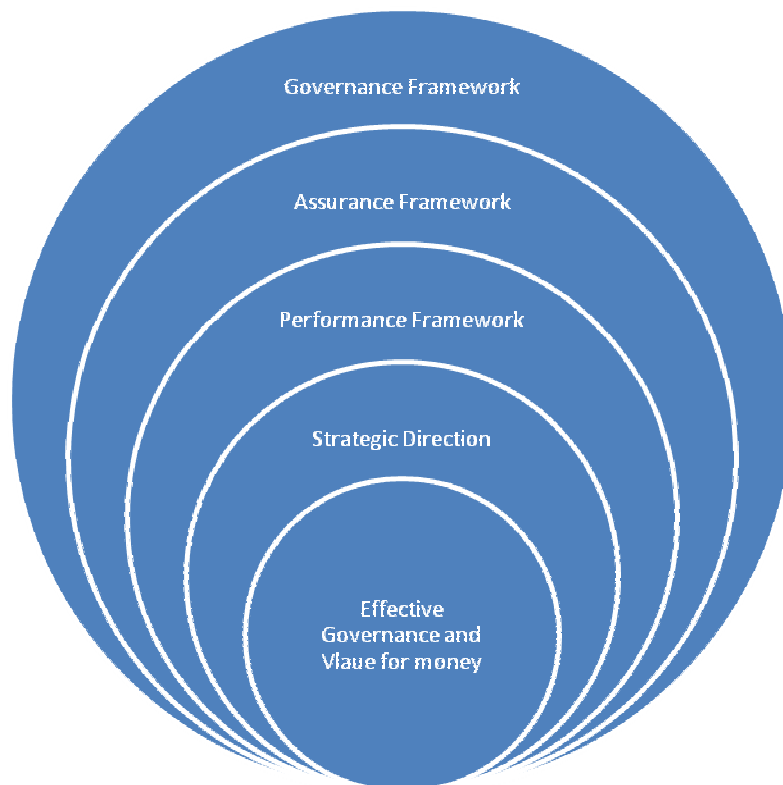 Governance Framework
Assurance Framework
Performance Framework
Strategic Direction
Effective
Governance and
Vlaue for money